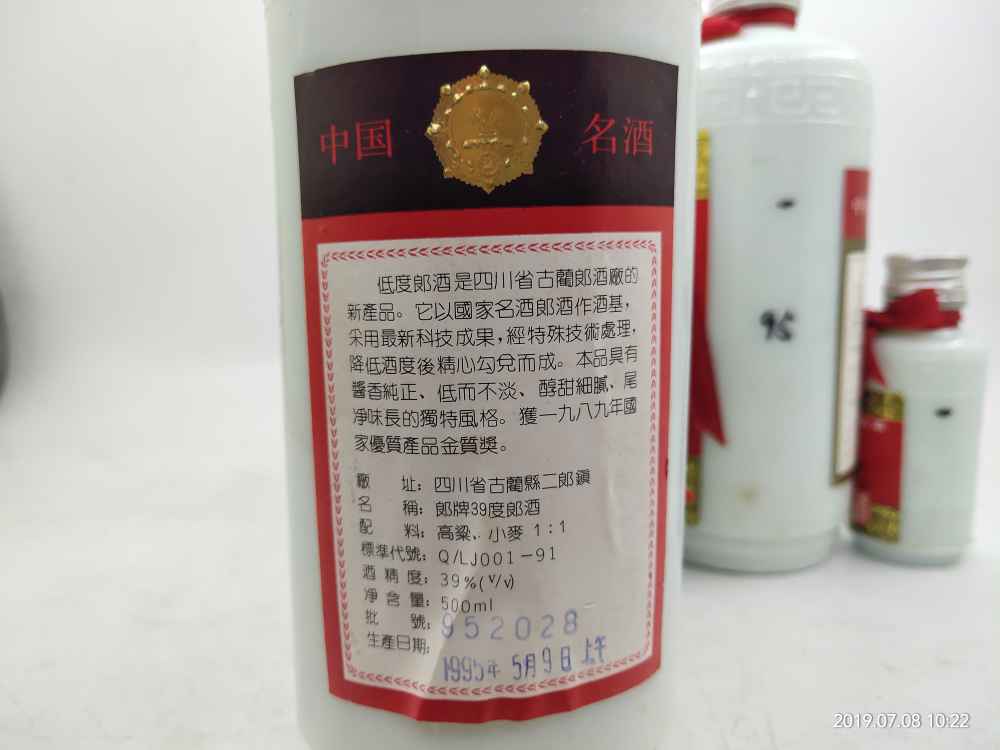 中国 名酒
低度郎酒是四川省古藺郎酒廠的
新產品。它以國家名酒郎酒作酒基，
采用最新科技成果，經特殊技術處理，
降低酒度後精心勾兌而成。本品具有
醬香純正、低而不淡、醇甜細膩、尾
淨味長的獨特風格。獲一九八九年國
家優質產品金質獎。
廠 址：四川省古藺縣二郎鎮
名 稱：郎牌39度郎酒
配 料：高粱、小麥 1:1
標準代號：Q/LJ001-91
酒精度：39%(V/V)
淨含量：500ml
批 號：952028
生產日期：1995年5月9日上午
95
2019.07.08 10:22